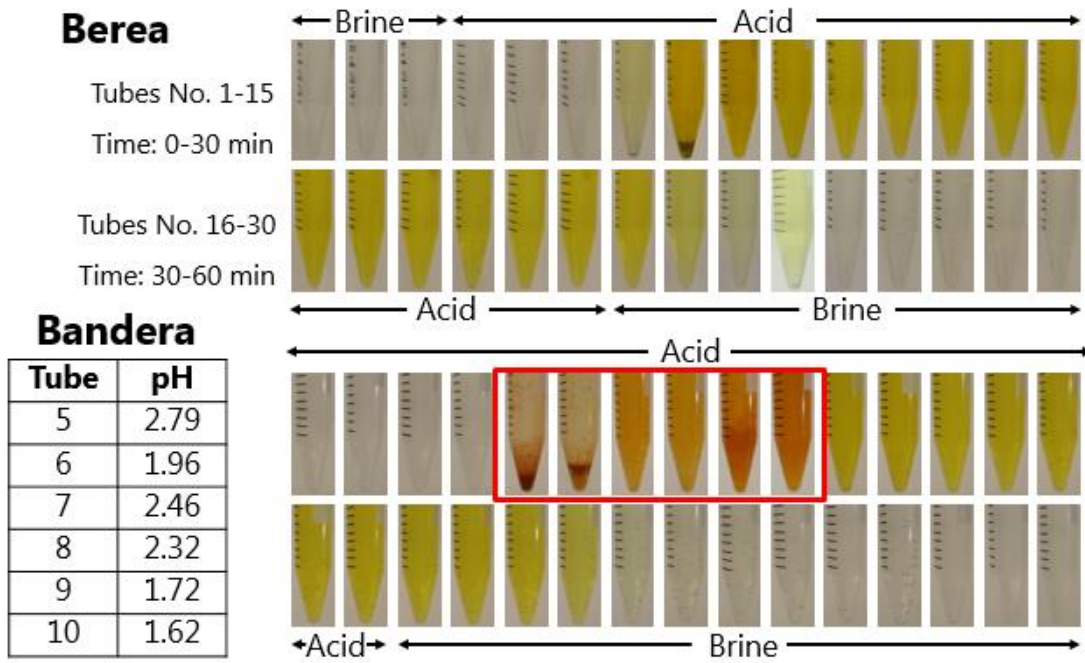 Berea
Brine Acid
Tubes No. 1-15
Time: 0-30 min
Tubes No. 16-30
Time: 30-60 min
Acid Brine
Bandera
Acid
Tube pH
5 2.79
6 1.96
7 2.46
8 2.32
9 1.72
10 1.62
Acid Brine